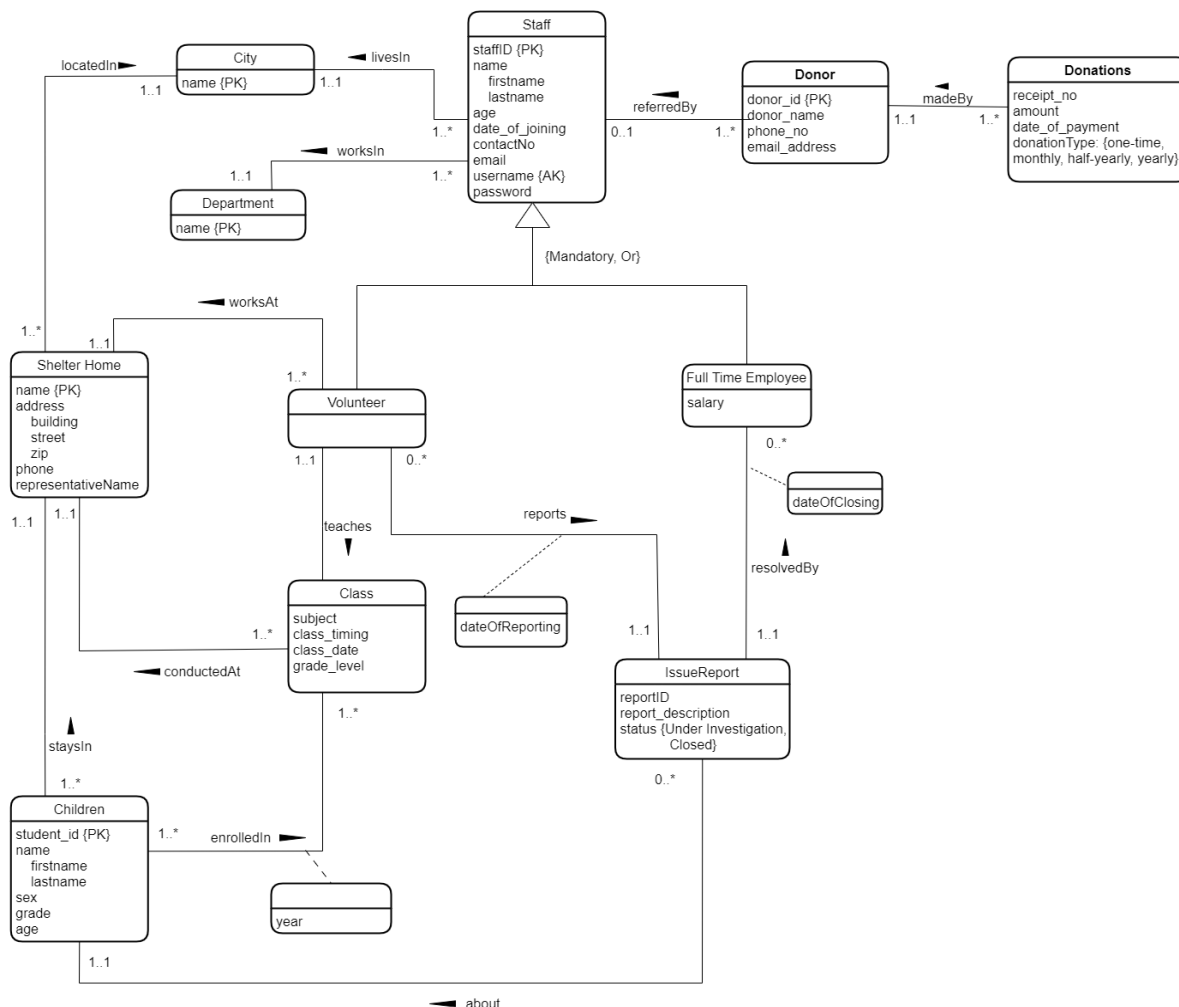 Staff
staffID {PK}
name
firstname
lastname
age
date_of_joining
contactNo
email
username {AK}
password
City
name {PK}
locatedIn
1..1
livesIn
1..1
1..*
worksIn
1..1
1..*
Department
name {PK}
Donor
donor_id {PK}
donor_name
phone_no
email_address
referredBy
0..1
1..*
Donations
receipt_no
amount
date_of_payment
donationType: {one-time,
monthly, half-yearly, yearly}
madeBy
1..1
1..*
{Mandatory, Or}
worksAt
1..*
1..1
1..*
Shelter Home
name {PK}
address
building
street
zip
phone
representativeName
Volunteer
Full Time Employee
salary
1..1
0..*
0..*
dateOfClosing
1..1
1..1
reports
teaches
resolvedBy
Class
subject
class_timing
class_date
grade_level
dateOfReporting
1..*
conductedAt
1..1
1..1
IssueReport
reportID
report_description
status {Under Investigation,
Closed}
1..*
staysIn
1..*
0..*
Children
student_id {PK}
name
firstname
lastname
sex
grade
age
1..*
enrolledIn
year
1..1
about